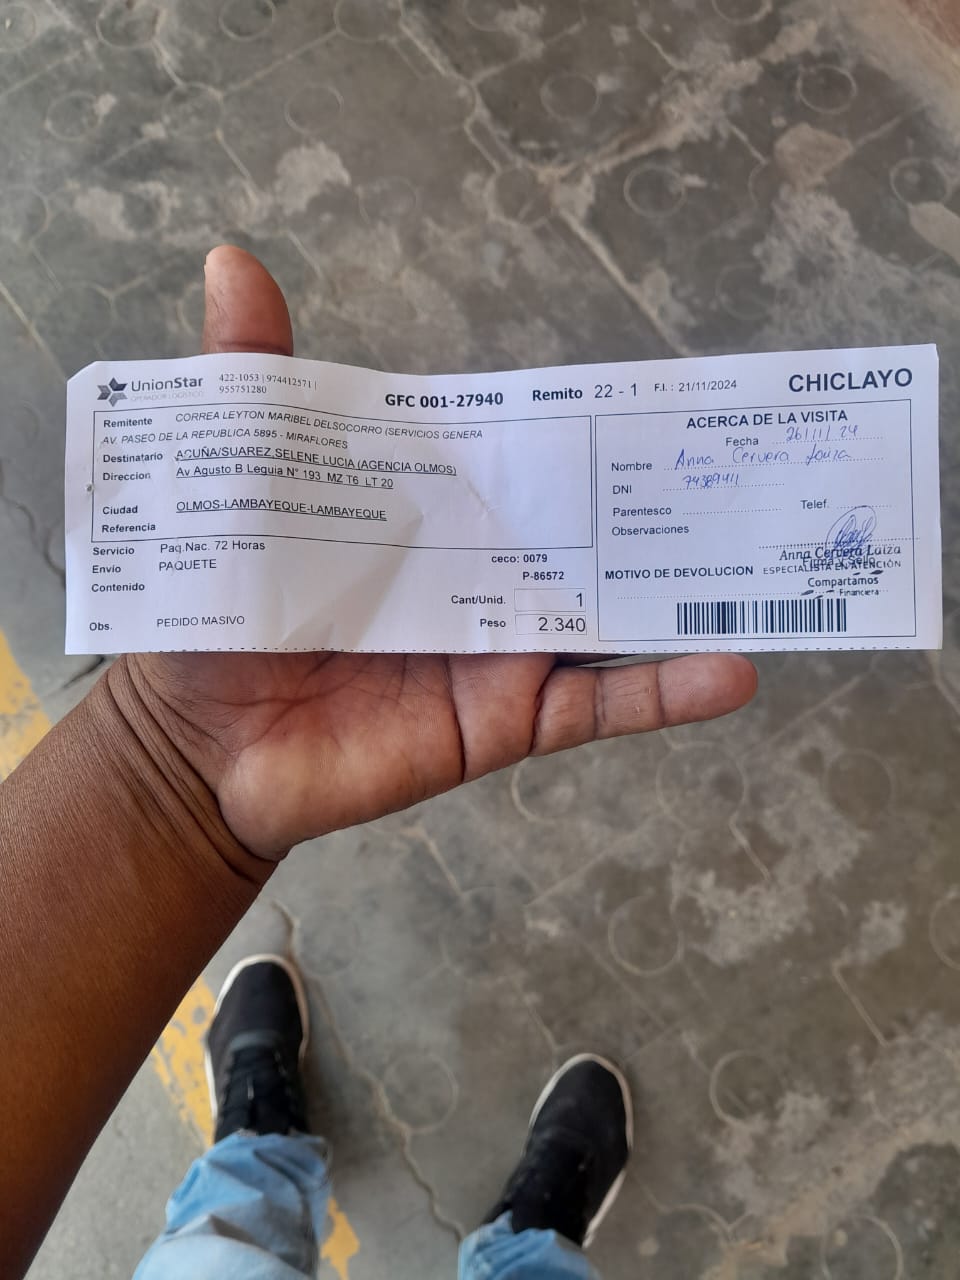 UnionStar
OPERADOR LOGÍSTICO
422-1053 | 974412571 |
955751280
GFC 001-27940
Remito 22 - 1 F.I. : 21/11/2024
CHICLAYO
Remitente CORREA LEYTON MARIBEL DELSOCORRO (SERVICIOS GENERA
AV. PASEO DE LA REPUBLICA 5895 - MIRAFLORES
Destinatario ACUÑA/SUAREZ,SELENE LUCIA (AGENCIA OLMOS)
Direccion Av Agusto B Leguia N° 193 MZ T6 LT 20
Ciudad OLMOS-LAMBAYEQUE-LAMBAYEQUE
Referencia
Servicio Paq.Nac. 72 Horas
Envío PAQUETE
Contenido
ceco: 0079
P-86572
Cant/Unid. 1
Peso 2.340
Obs. PEDIDO MASIVO
ACERCA DE LA VISITA
Fecha 26/11/24
Nombre Anna Cervera
DNI
Parentesco Telef.
Observaciones
Anna Cervera Luiza
Firma y Sello
ESPECIALISTA EN ATENCIÓN
MOTIVO DE DEVOLUCION
Compartamos
Financiera